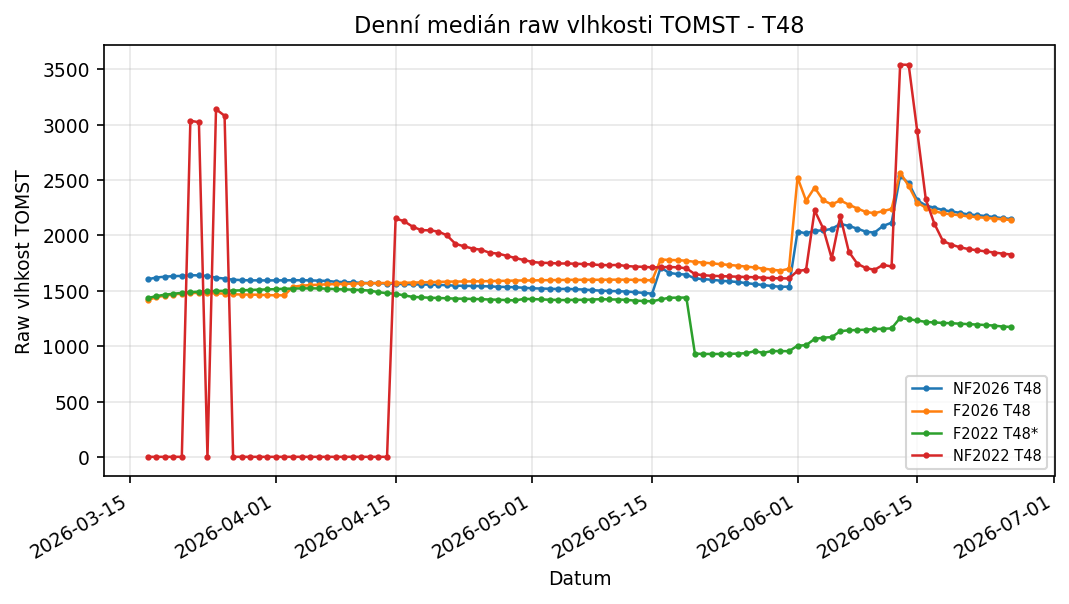 Denní medián raw vlhkosti TOMST - T48
Raw vlhkost TOMST
3500
3000
2500
2000
1500
1000
500
0
NF2026 T48
F2026 T48
F2022 T48*
NF2022 T48
2026-03-15
2026-04-01
2026-04-15
2026-05-01
2026-05-15
2026-06-01
2026-06-15
2026-07-01
Datum